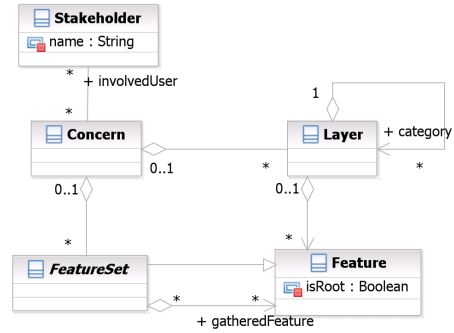 Stakeholder
name : String
*
+ involvedUser
*
1
Concern
Layer
+ category
0..1
*
*
0..1
0..1
*
*
FeatureSet
Feature
isRoot : Boolean
*
*
+ gatheredFeature